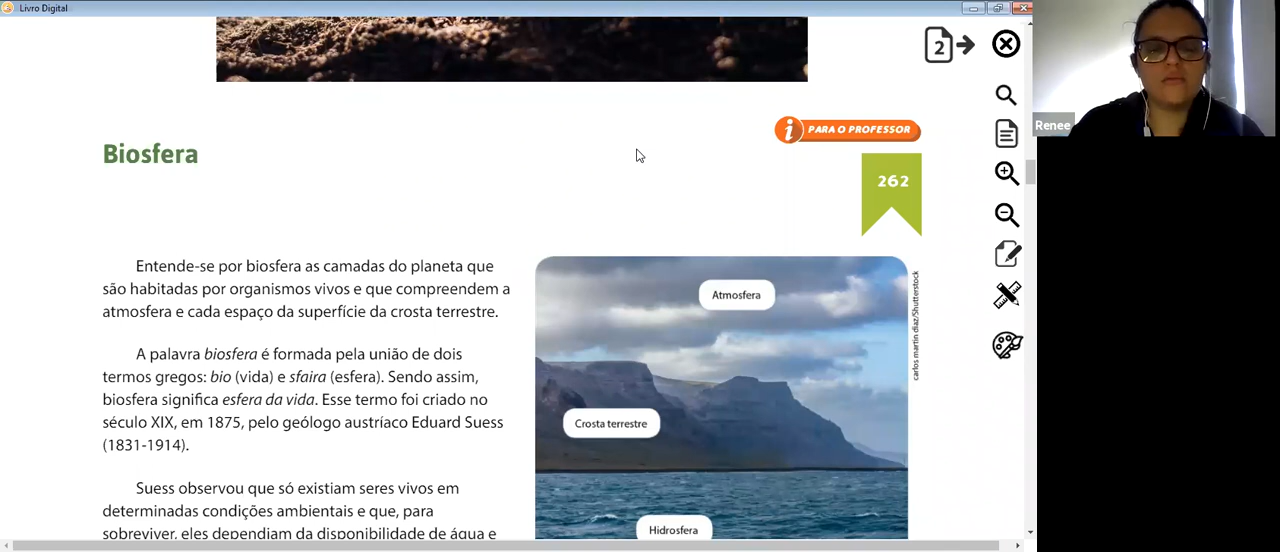 Livro Digital
2
PARA O PROFESSOR
Renee
Biosfera
262
Entende-se por biosfera as camadas do planeta que
são habitadas por organismos vivos e que compreendem a
atmosfera e cada espaço da superfície da crosta terrestre.
A palavra biosfera é formada pela união de dois
termos gregos: bio (vida) e sfaira (esfera). Sendo assim,
biosfera significa esfera da vida. Esse termo foi criado no
século XIX, em 1875, pelo geólogo austríaco Eduard Suess
(1831-1914).
Suess observou que só existiam seres vivos em
determinadas condições ambientais e que, para
sobreviver, eles dependiam da disponibilidade de água e
Atmosfera
Crosta terrestre
Hidrosfera
carlos martin diaz/Shutterstock